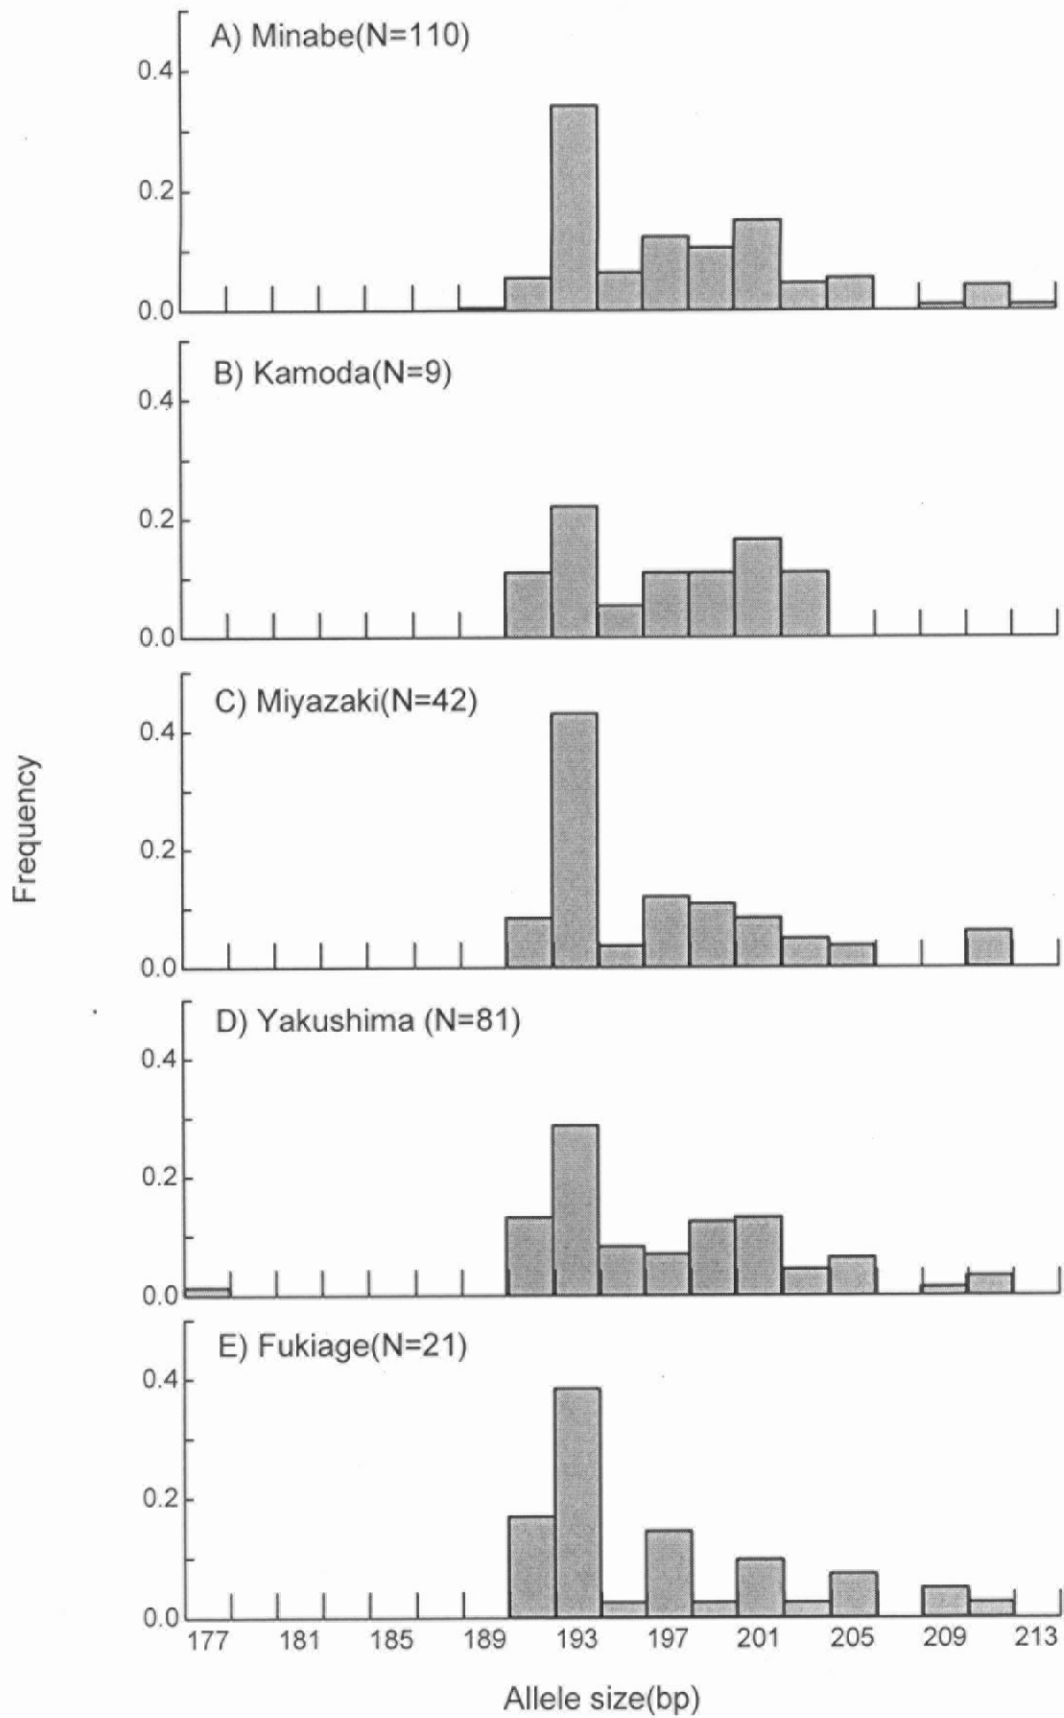 A) Minabe(N=110)
0.4
0.2
0.0
B) Kamoda(N=9)
0.4
0.2
0.0
C) Miyazaki(N=42)
0.4
0.2
0.0
D) Yakushima (N=81)
0.4
0.2
0.0
E) Fukiage(N=21)
0.4
0.2
0.0
177 181 185 189 193 197 201 205 209 213
Allele size(bp)
Frequency